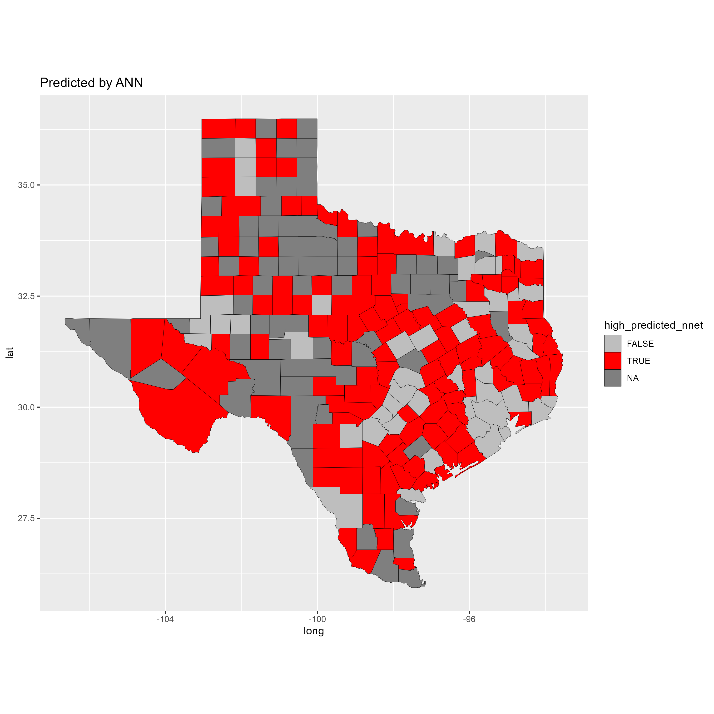 Predicted by ANN
35.0
32.5
30.0
27.5
lat
-104
-100
-96
long
high_predicted_nnet
FALSE
TRUE
NA